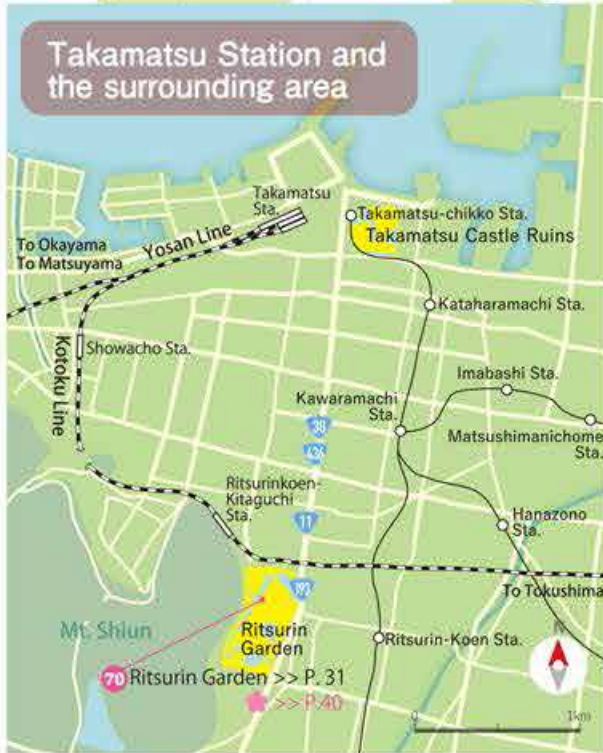 Takamatsu Station and
the surrounding area
Takamatsu
Sta.
Takamatsu-chikko Sta.
Takamatsu Castle Ruins
Yosan Line
To Okayama
To Matsuyama
Kotoku Line
Kataharamachi Sta.
Showacho Sta.
Imabashi Sta.
Kawaramachi
Sta.
Matsushimanichome
Sta.
38
436
Ritsurinkoen-
Kitaguchi
Sta.
11
Hanazono
Sta.
193
To Tokushima
Mt. Shiun
Ritsurin
Garden
Ritsurin-Koen Sta.
N
70 Ritsurin Garden >> P. 31
>> P.40
0 1km